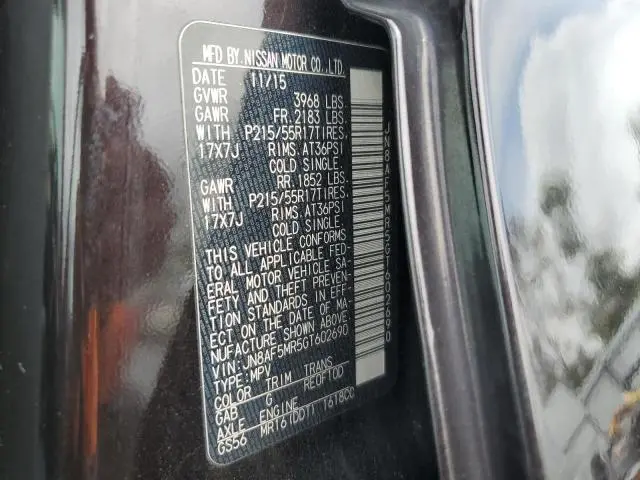 MFD BY NISSAN MOTOR CO.,LTD.
DATE 11/15
GVWR 3968 LBS.
GAWR FR.2183 LBS.
WITH P215/55R17TIRES,
17X7J RIMS,AT36PSI
COLD SINGLE.
GAWR RR.1852 LBS.
WITH P215/55R17TIRES,
17X7J RIMS,AT36PSI
COLD SINGLE.
THIS VEHICLE CONFORMS
TO ALL APPLICABLE FED-
ERAL MOTOR VEHICLE SA-
FETY AND THEFT PREVEN-
TION STANDARDS IN EFF-
ECT ON THE DATE OF MA-
NUFACTURE SHOWN ABOVE.
VIN: JN8AF5MR5GT602690
TYPE: MPV
COLOR TRIM TRANS
GAB G RE0F10D
AXLE ENGINE
GS56 MR16(DDT) 1618CC
JN8AF5MR5GT602690